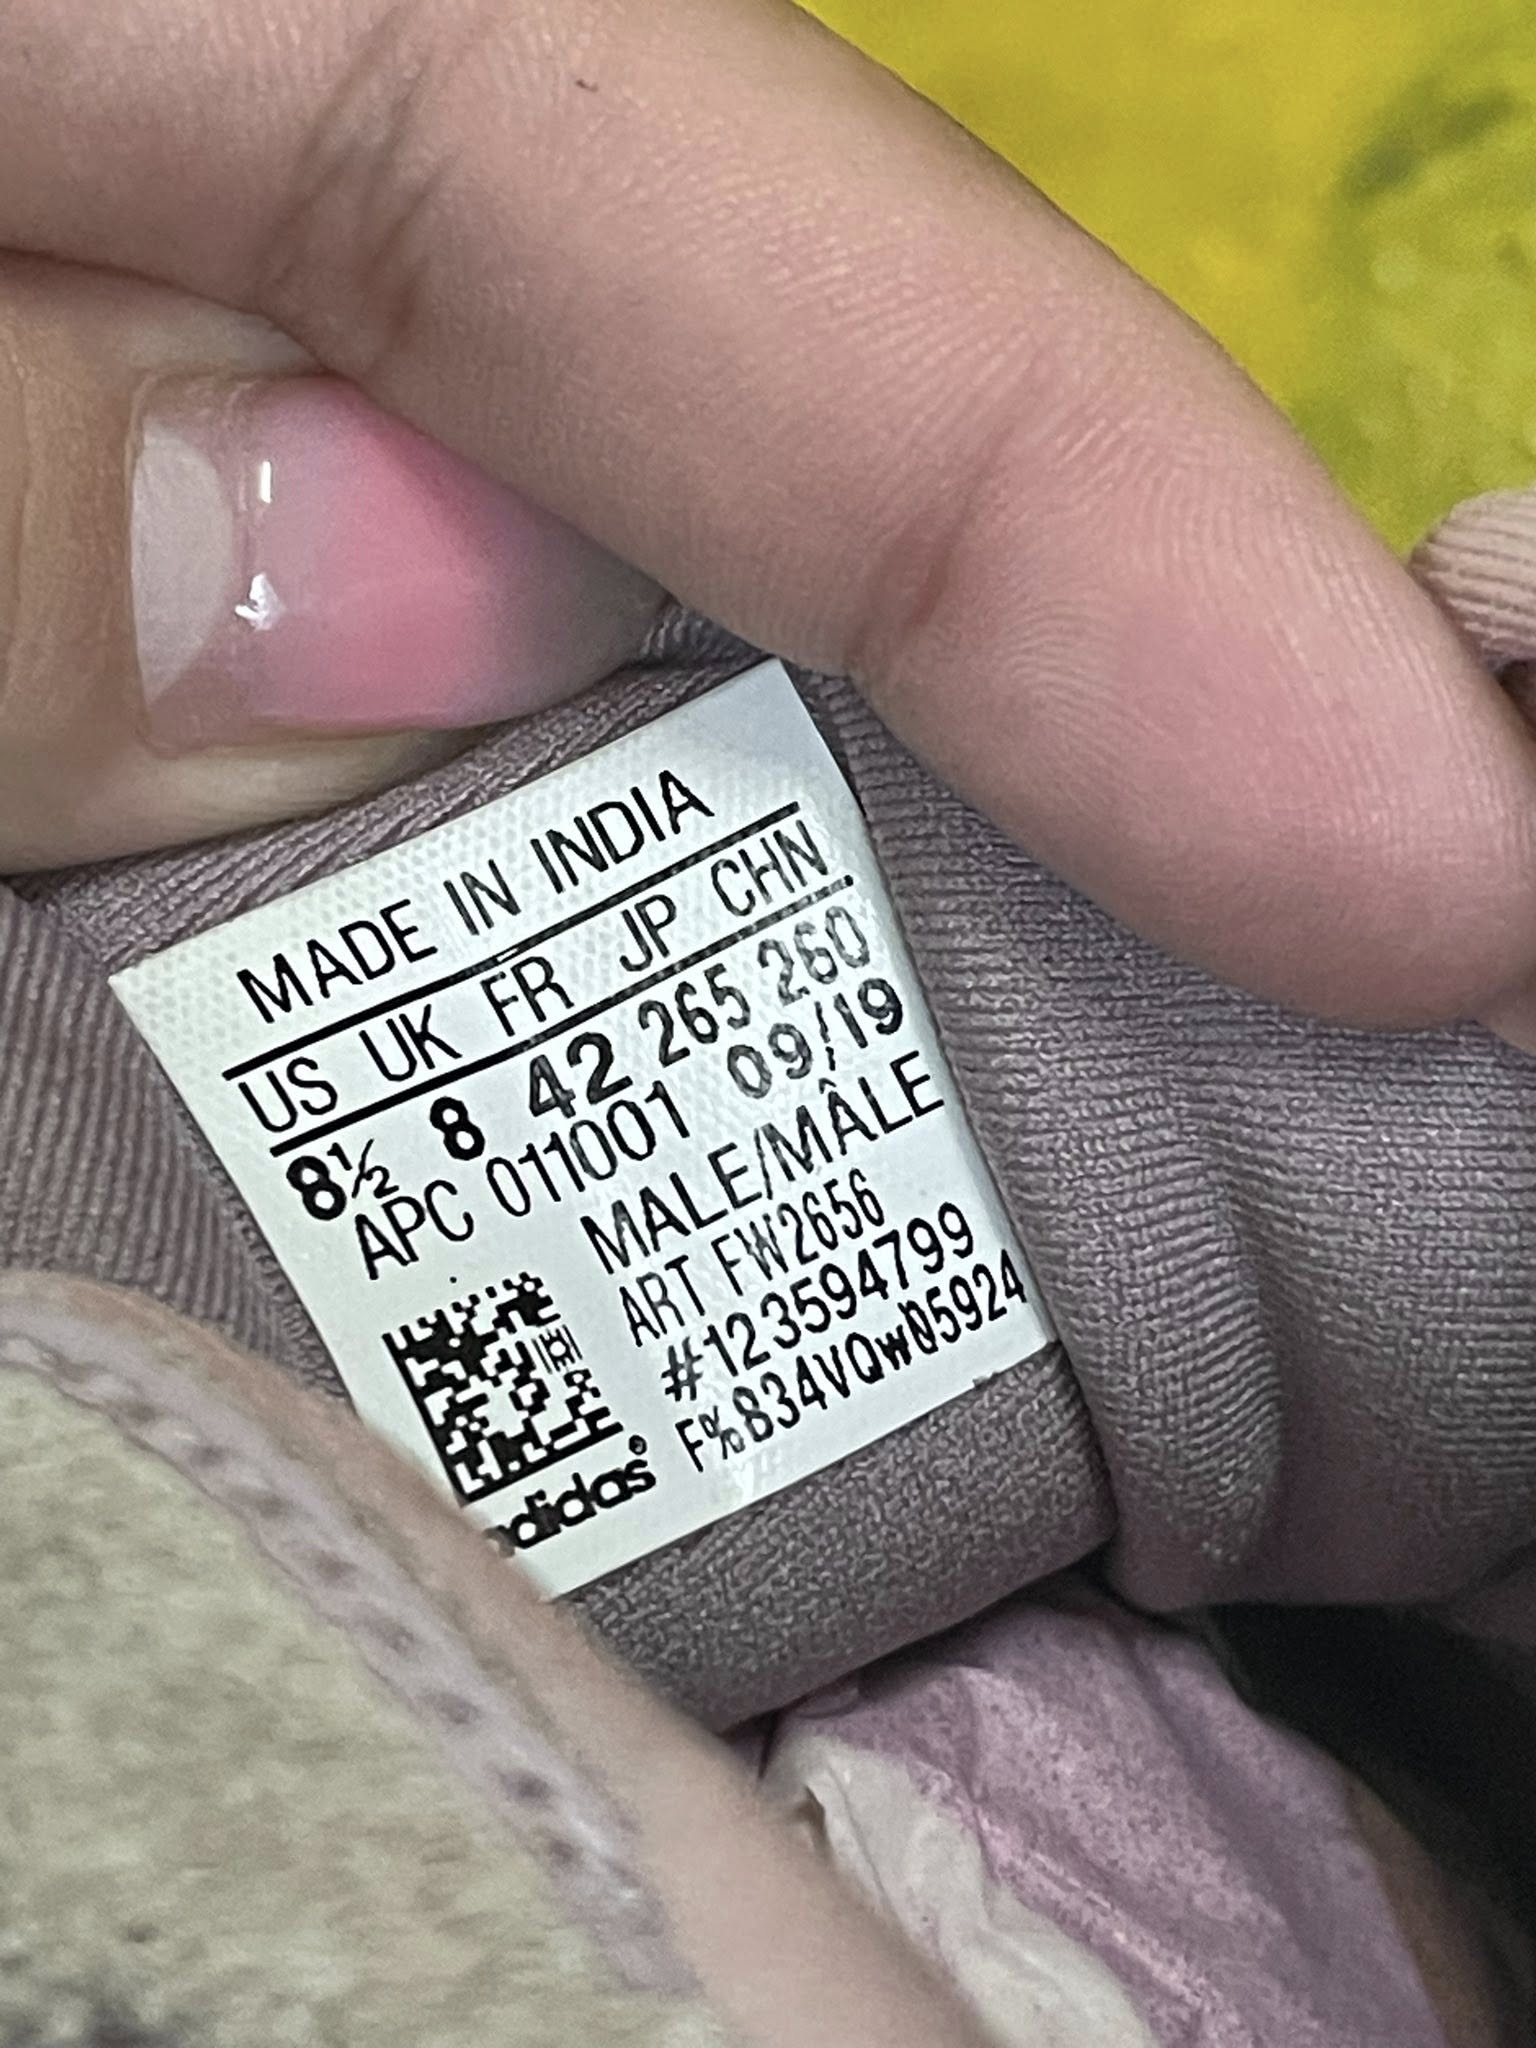 MADE IN INDIA
US UK FR JP CHN
8½ 8 42 265 260
APC 011001 09/19
MALE/MÂLE
ART FW2656
#123594799
F%834VQW05924
adidas®